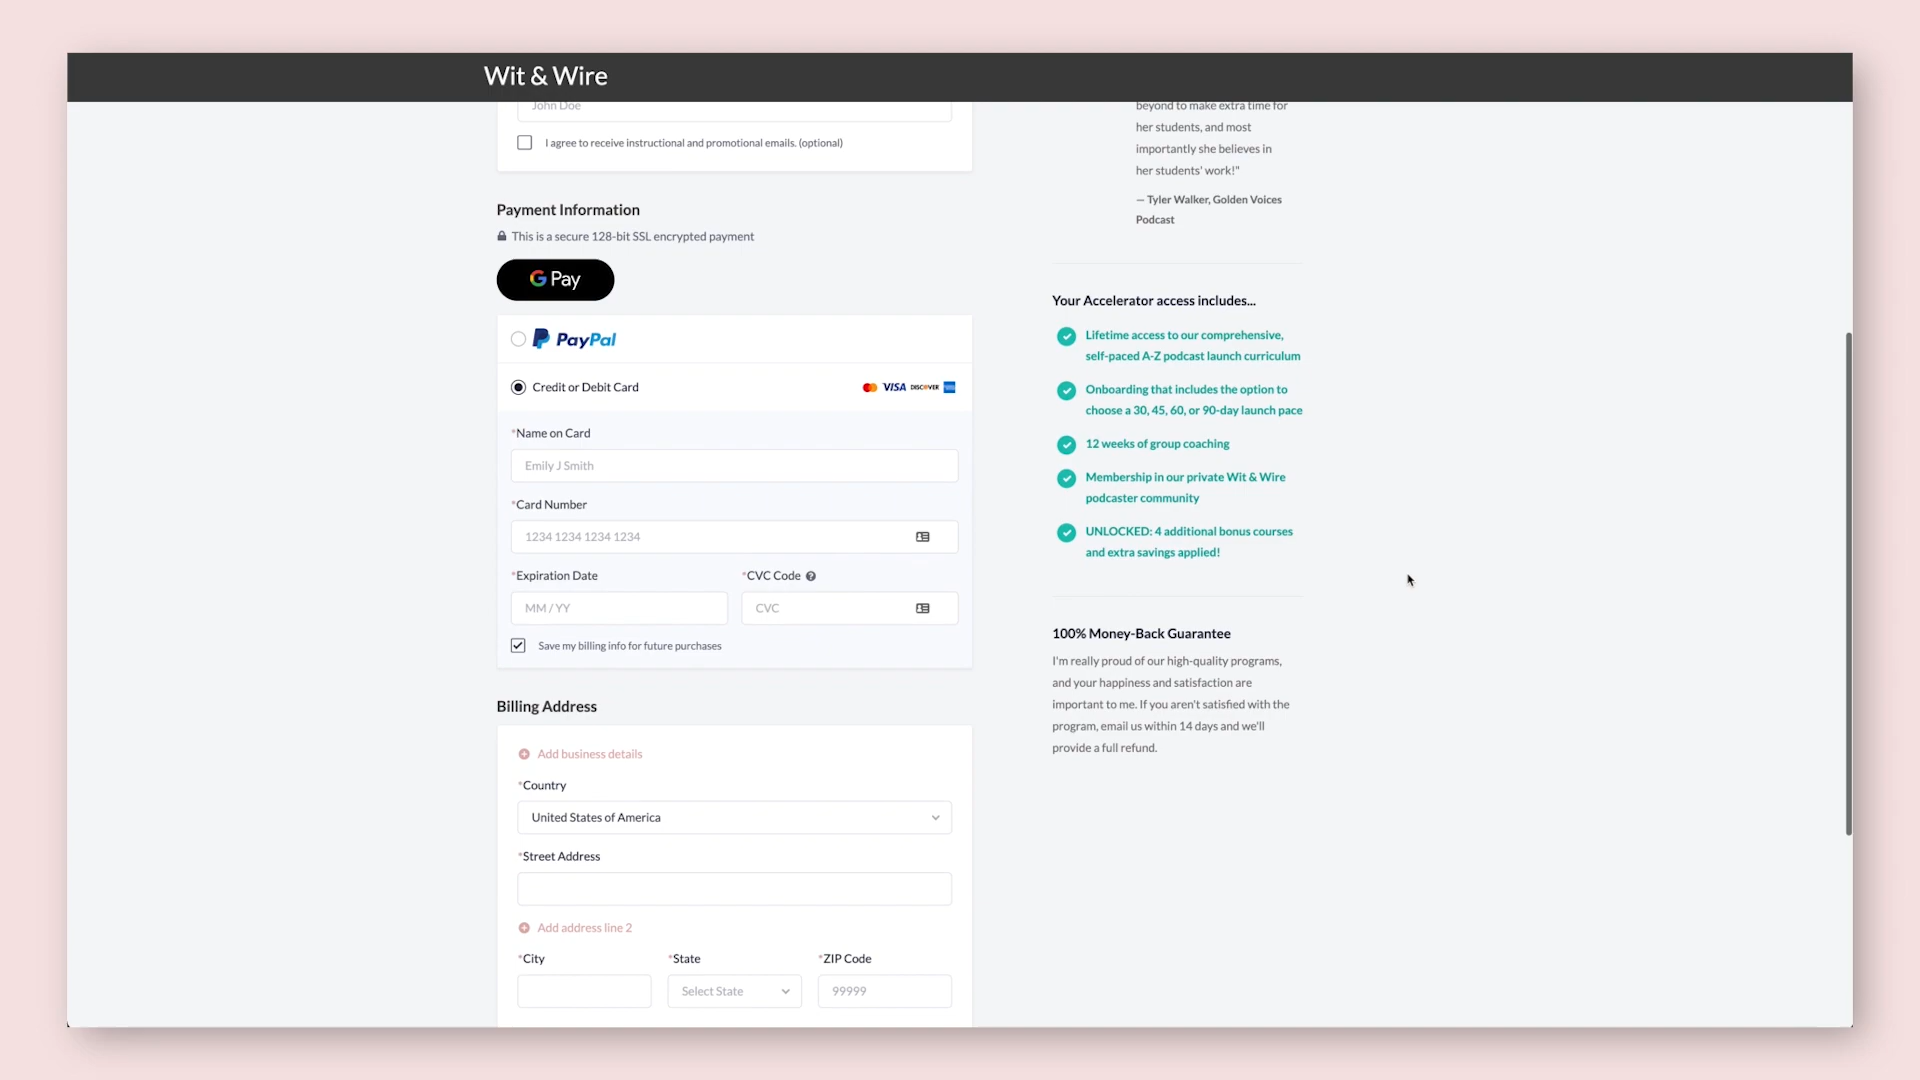 Wit & Wire
John Doe
I agree to receive instructional and promotional emails. (optional)
Payment Information
This is a secure 128-bit SSL encrypted payment
G Pay
PayPal
Credit or Debit Card
VISA DISCOVER
*Name on Card
Emily J Smith
*Card Number
1234 1234 1234 1234
*Expiration Date
*CVC Code
MM / YY
CVC
Save my billing info for future purchases
Billing Address
Add business details
*Country
United States of America
*Street Address
Add address line 2
*City
*State
*ZIP Code
Select State
99999
beyond to make extra time for
her students, and most
importantly she believes in
her students' work!"
— Tyler Walker, Golden Voices
Podcast
Your Accelerator access includes...
Lifetime access to our comprehensive,
self-paced A-Z podcast launch curriculum
Onboarding that includes the option to
choose a 30, 45, 60, or 90-day launch pace
12 weeks of group coaching
Membership in our private Wit & Wire
podcaster community
UNLOCKED: 4 additional bonus courses
and extra savings applied!
100% Money-Back Guarantee
I'm really proud of our high-quality programs,
and your happiness and satisfaction are
important to me. If you aren't satisfied with the
program, email us within 14 days and we'll
provide a full refund.